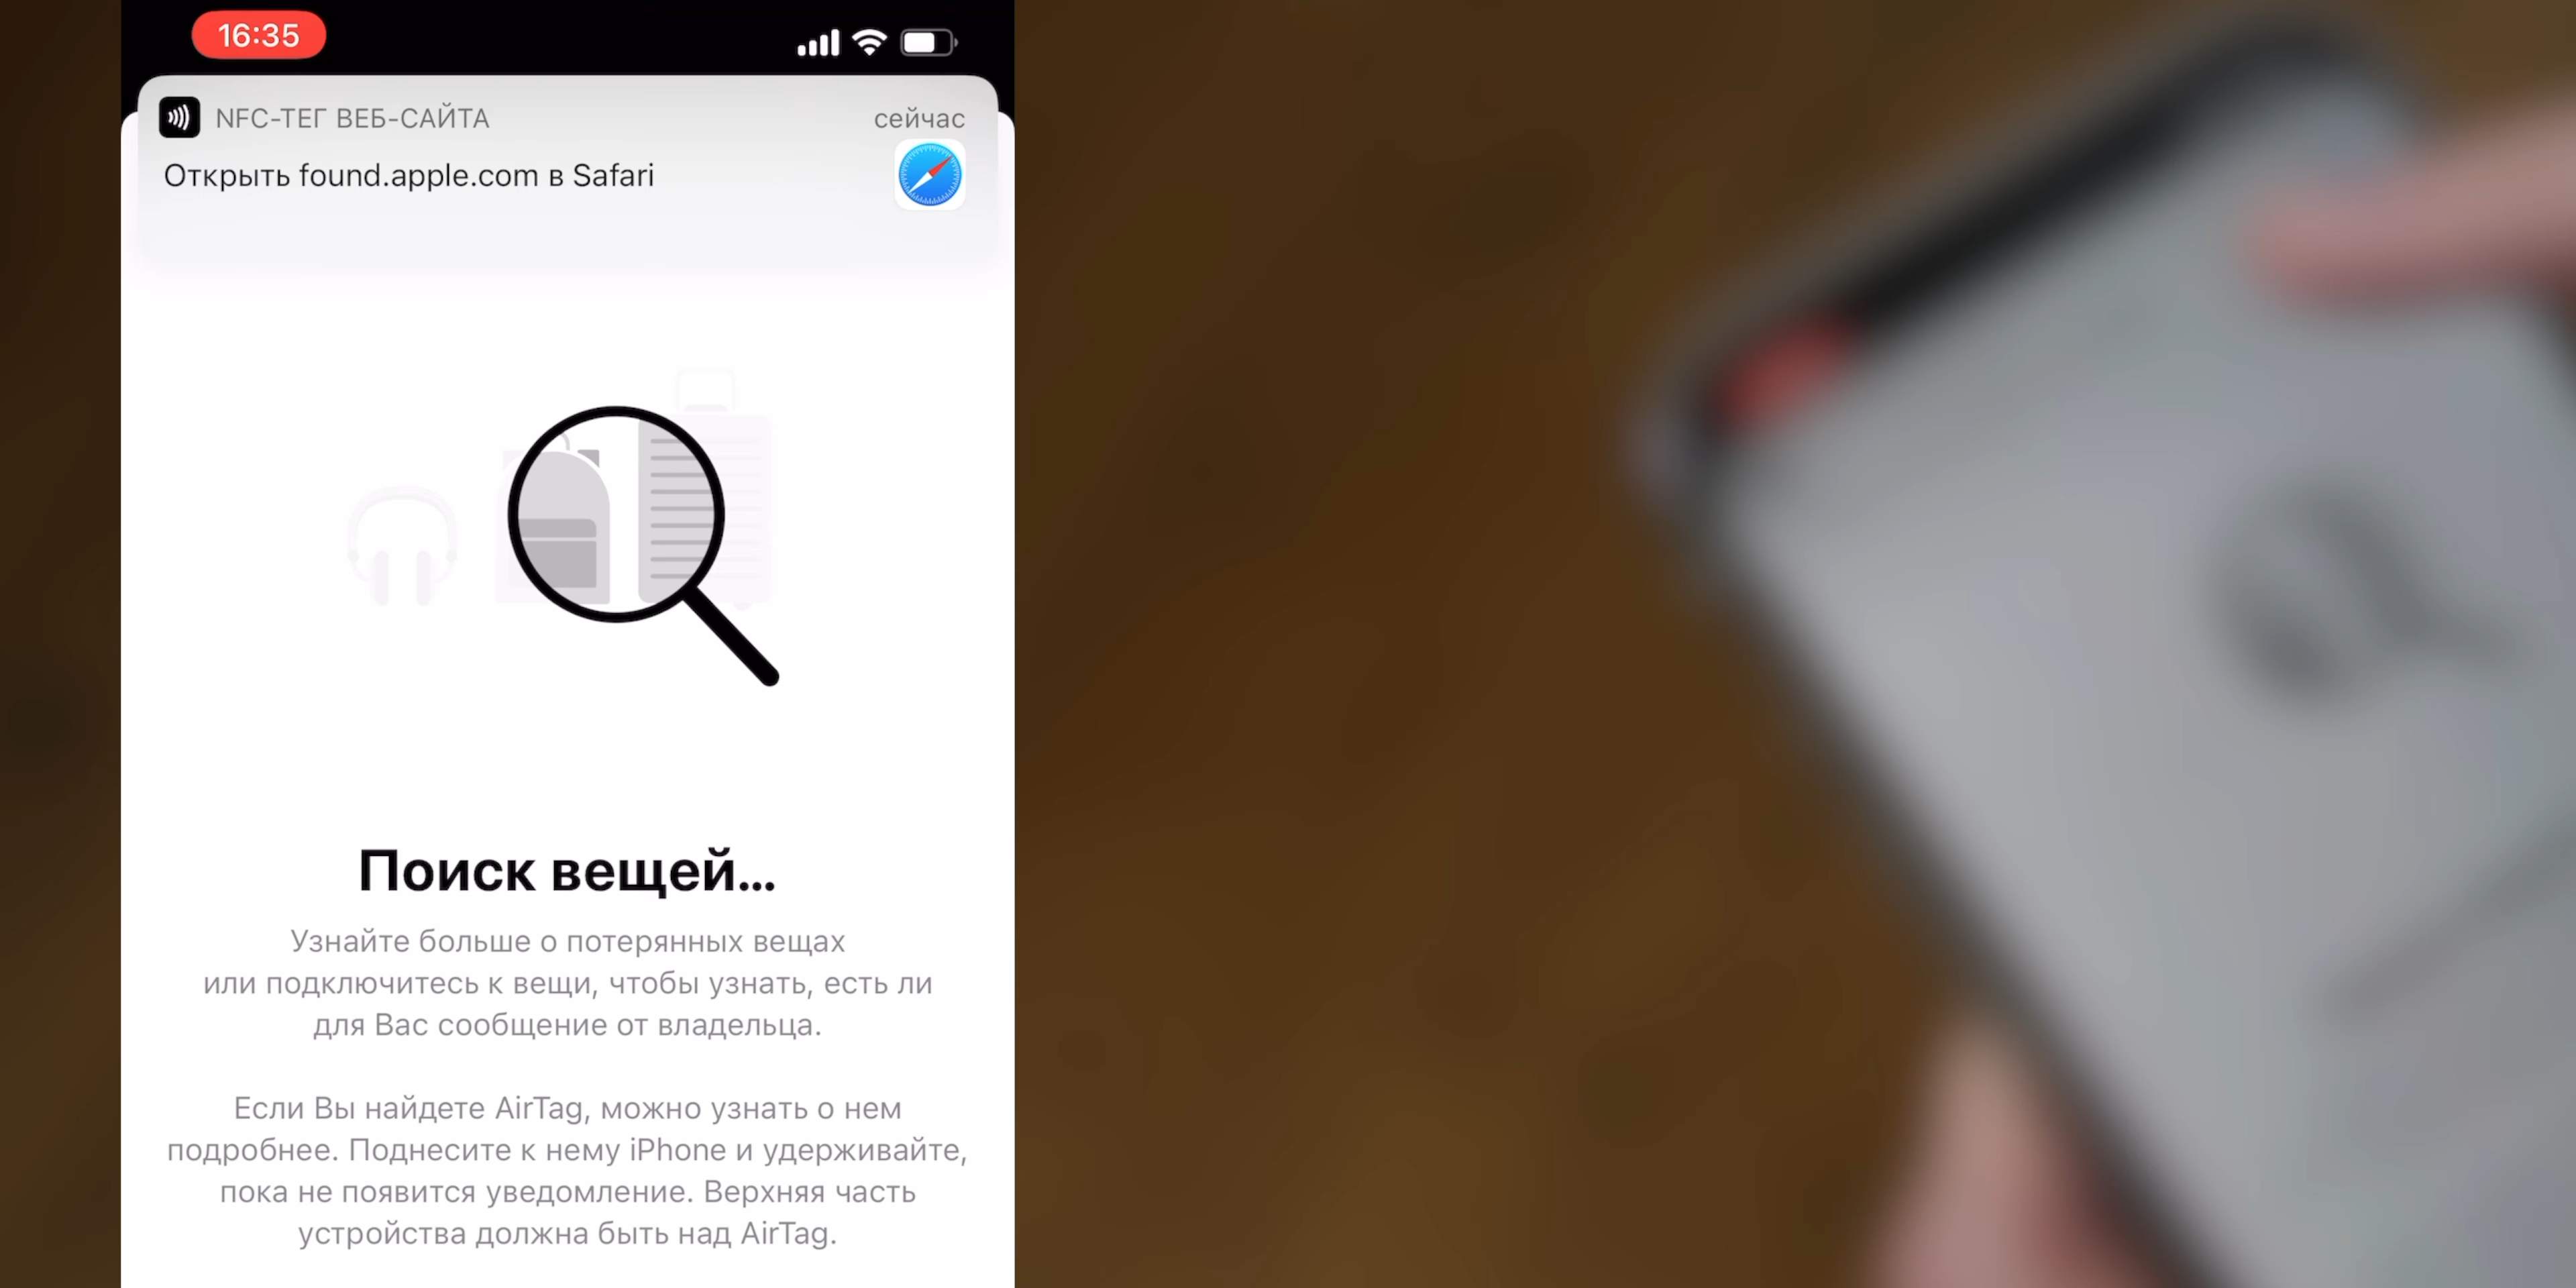 16:35
NFC-ТЕГ ВЕБ-САЙТА
сейчас
Открыть found.apple.com в Safari
Поиск вещей...
Узнайте больше о потерянных вещах
или подключитесь к вещи, чтобы узнать, есть ли
для Вас сообщение от владельца.
Если Вы найдете AirTag, можно узнать о нем
подробнее. Поднесите к нему iPhone и удерживайте,
пока не появится уведомление. Верхняя часть
устройства должна быть над AirTag.